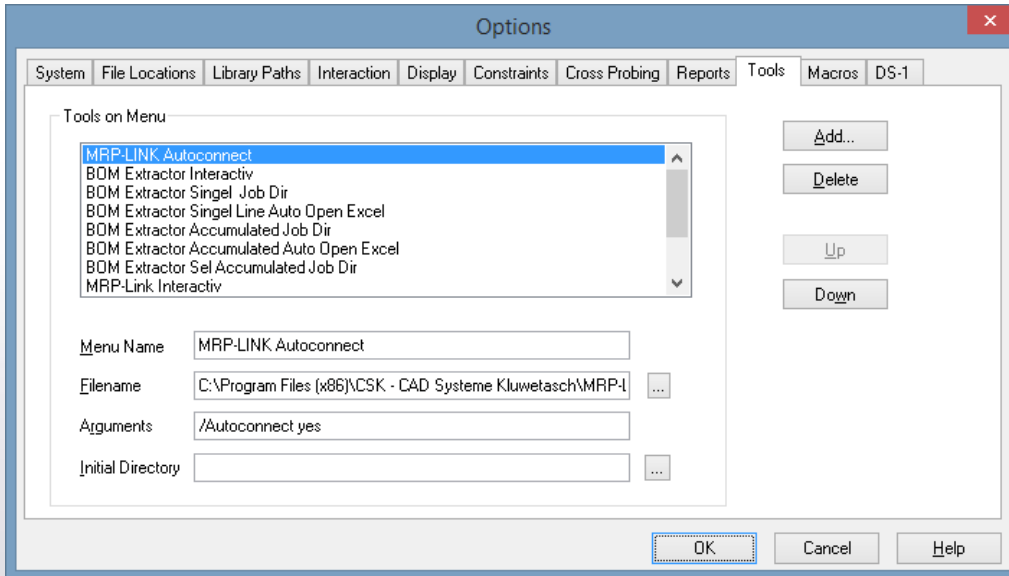 Options
System File Locations Library Paths Interaction Display Constraints Cross Probing Reports Tools Macros DS-1
Tools on Menu
MRP-LINK Autoconnect
BOM Extractor Interactiv
BOM Extractor Singel Job Dir
BOM Extractor Singel Line Auto Open Excel
BOM Extractor Accumulated Job Dir
BOM Extractor Accumulated Auto Open Excel
BOM Extractor Sel Accumulated Job Dir
MRP-Link Interactiv
Add...
Delete
Up
Down
Menu Name MRP-LINK Autoconnect
Filename C:\Program Files (x86)\CSK - CAD Systeme Kluwetasch\MRP-L ...
Arguments /Autoconnect yes
Initial Directory ...
OK Cancel Help